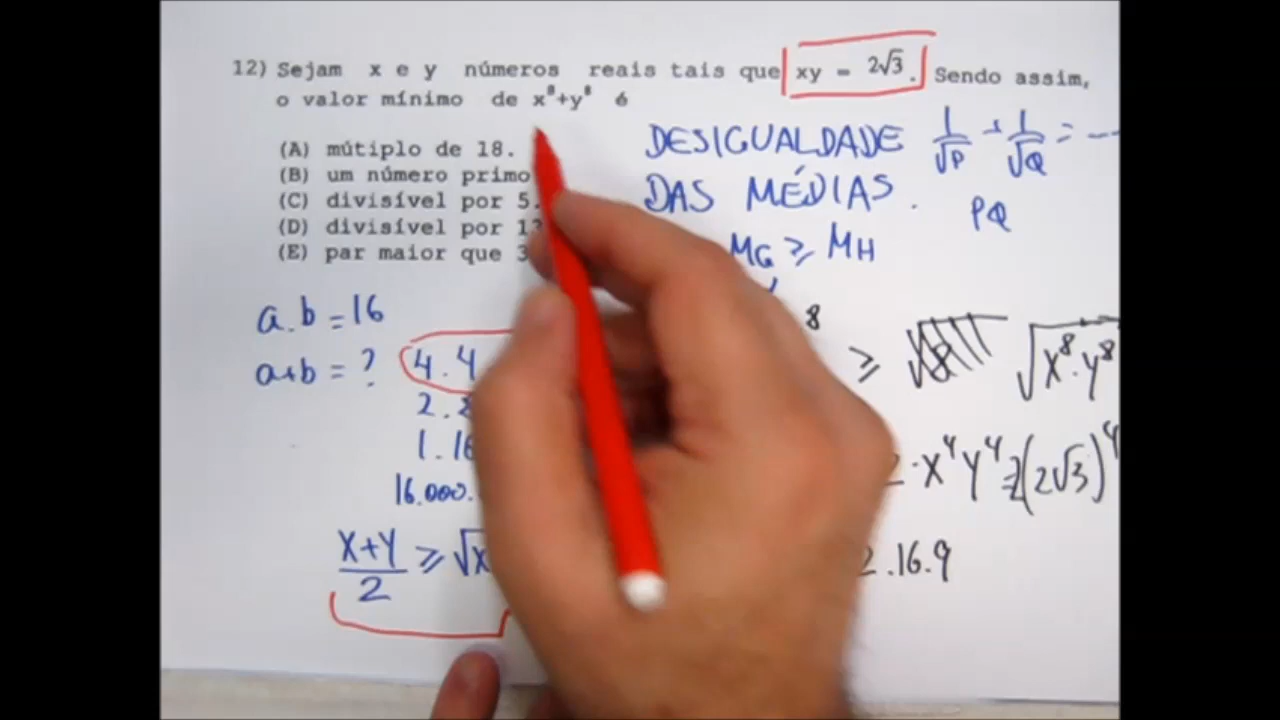 12) Sejam x e y números reais tais que xy = 2√3. Sendo assim,
o valor mínimo de x⁸+y⁸ é
(A) mútiplo de 18.
(B) um número primo
(C) divisível por 5.
(D) divisível por
(E) par maior que
DESIGUALDADE 1/√P + 1/√Q = ---
DAS MÉDIAS.
PQ
MG ≥ MH
a.b = 16
a+b = ?
4.4
1.16
16.000.
(X+Y)/2 ≥ √x
8
≥ √(X⁸.Y⁸)
. X⁴Y⁴ = 2(2√3)⁴
2.16.9